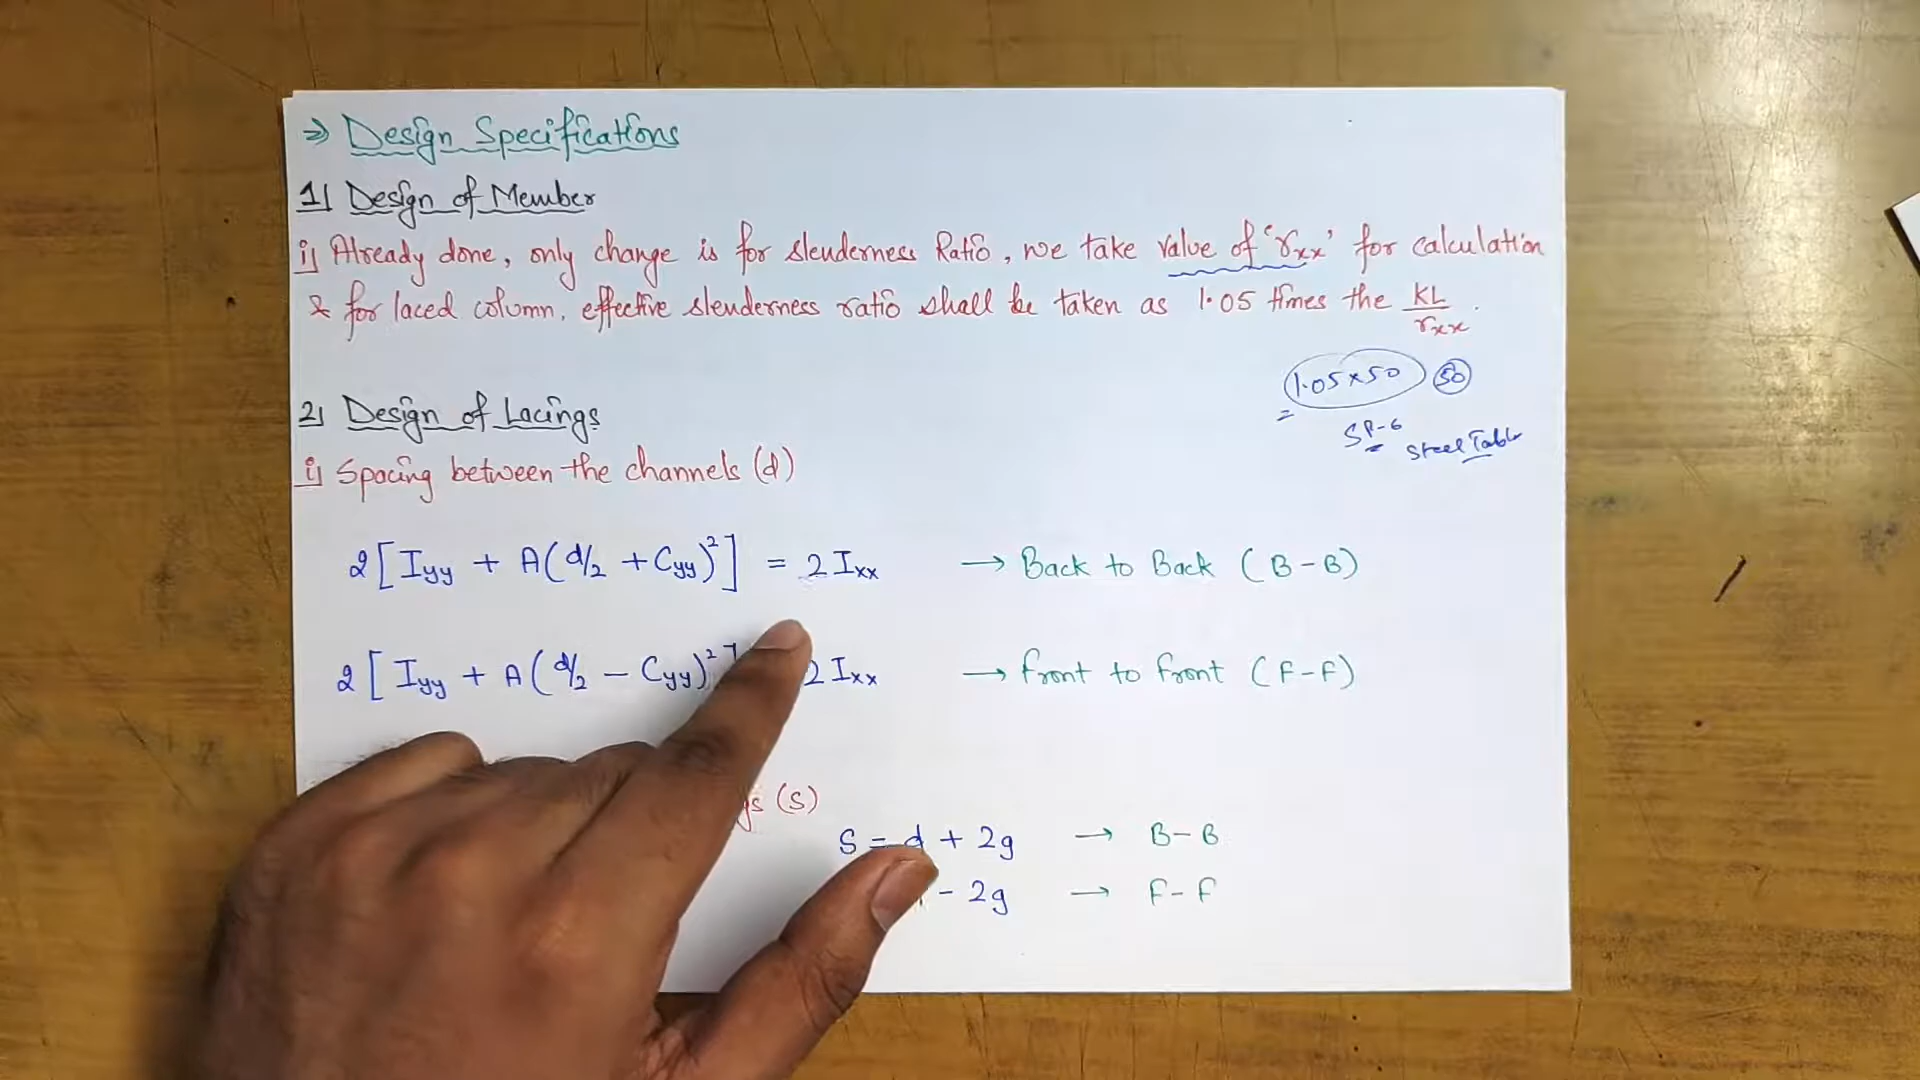 ⇒ Design Specifications
1) Design of Member
i) Already done, only change is for slenderness Ratio, we take value of 'rxx' for calculation
& for laced column, effective slenderness ratio shall be taken as 1.05 times the KL/rxx.
1.05×50 50
=
SP-6
Steel Table
2) Design of Lacings
i) Spacing between the channels (d)
2[Iyy + A(d/2 + Cyy)²] = 2Ixx → Back to Back (B-B)
2[Iyy + A(d/2 - Cyy)²] 2Ixx → front to front (F-F)
gs (S)
S = d + 2g → B-B
- 2g → F-F